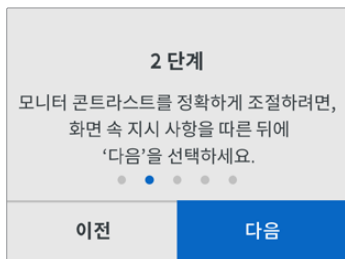 2 단계
모니터 콘트라스트를 정확하게 조절하려면,
화면 속 지시 사항을 따른 뒤에
‘다음’을 선택하세요.
이전
다음